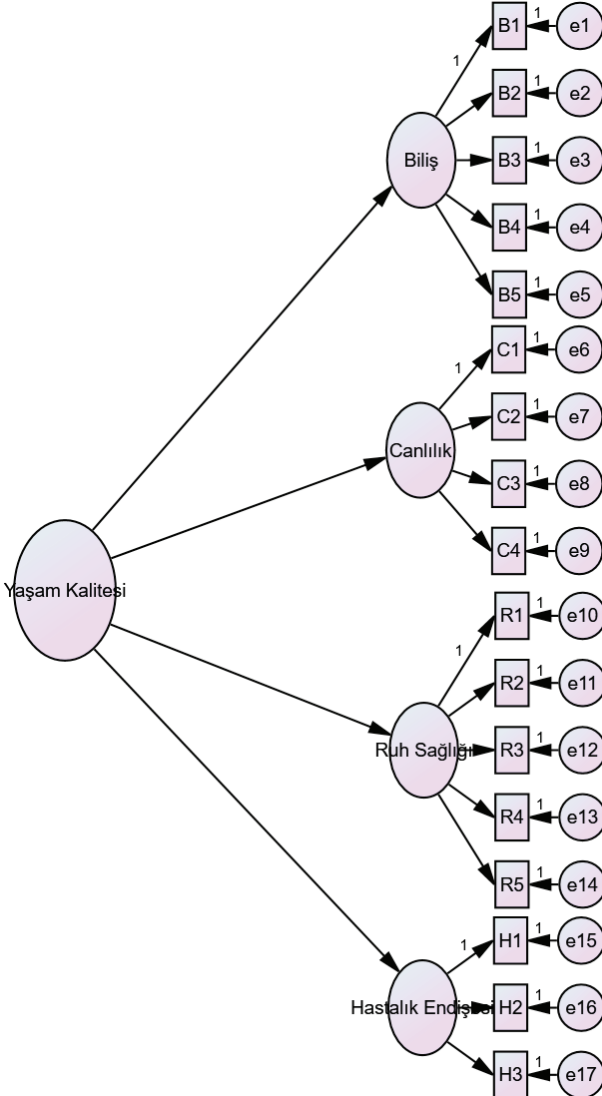 1
B1
1
e1
B2
1
e2
Biliş
B3
1
e3
B4
1
e4
B5
1
e5
1
C1
1
e6
C2
1
e7
Canlılık
C3
1
e8
C4
1
e9
Yaşam Kalitesi
1
R1
1
e10
R2
1
e11
Ruh Sağlığı
R3
1
e12
R4
1
e13
R5
1
e14
1
H1
1
e15
Hastalık Endişesi
H2
1
e16
H3
1
e17